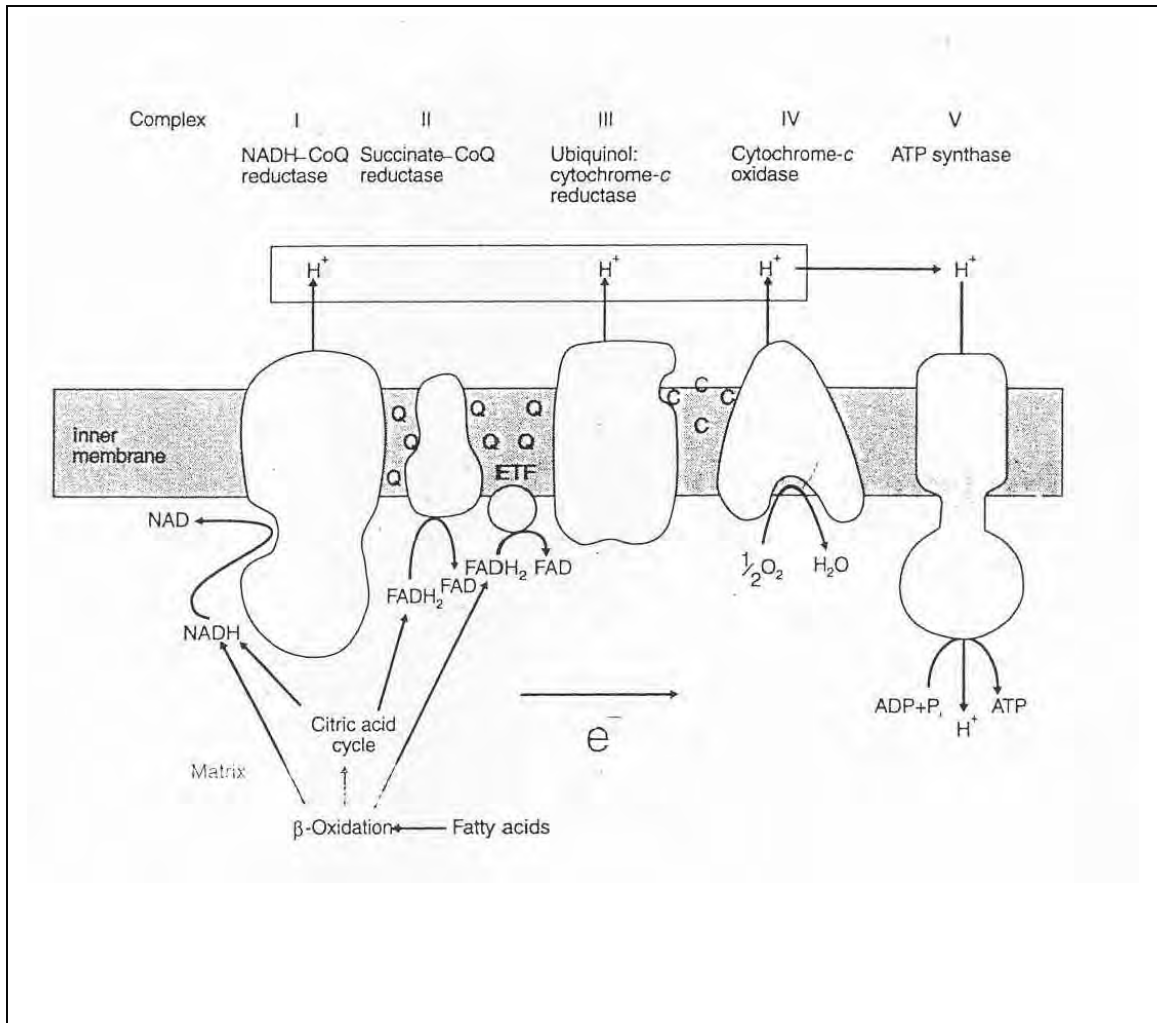 Complex I II III IV V
NADH–CoQ Succinate–CoQ Ubiquinol: Cytochrome-c ATP synthase
reductase reductase cytochrome-c oxidase
reductase
H+ H+ H+ H+
C
C C
Q Q Q
C
inner
membrane
Q Q Q
Q ETF
NAD
½O2 H2O
FADH2 FAD
FADH2 FAD
NADH
ADP+Pi H+ ATP
Citric acid
cycle
e-
Matrix
β-Oxidation Fatty acids